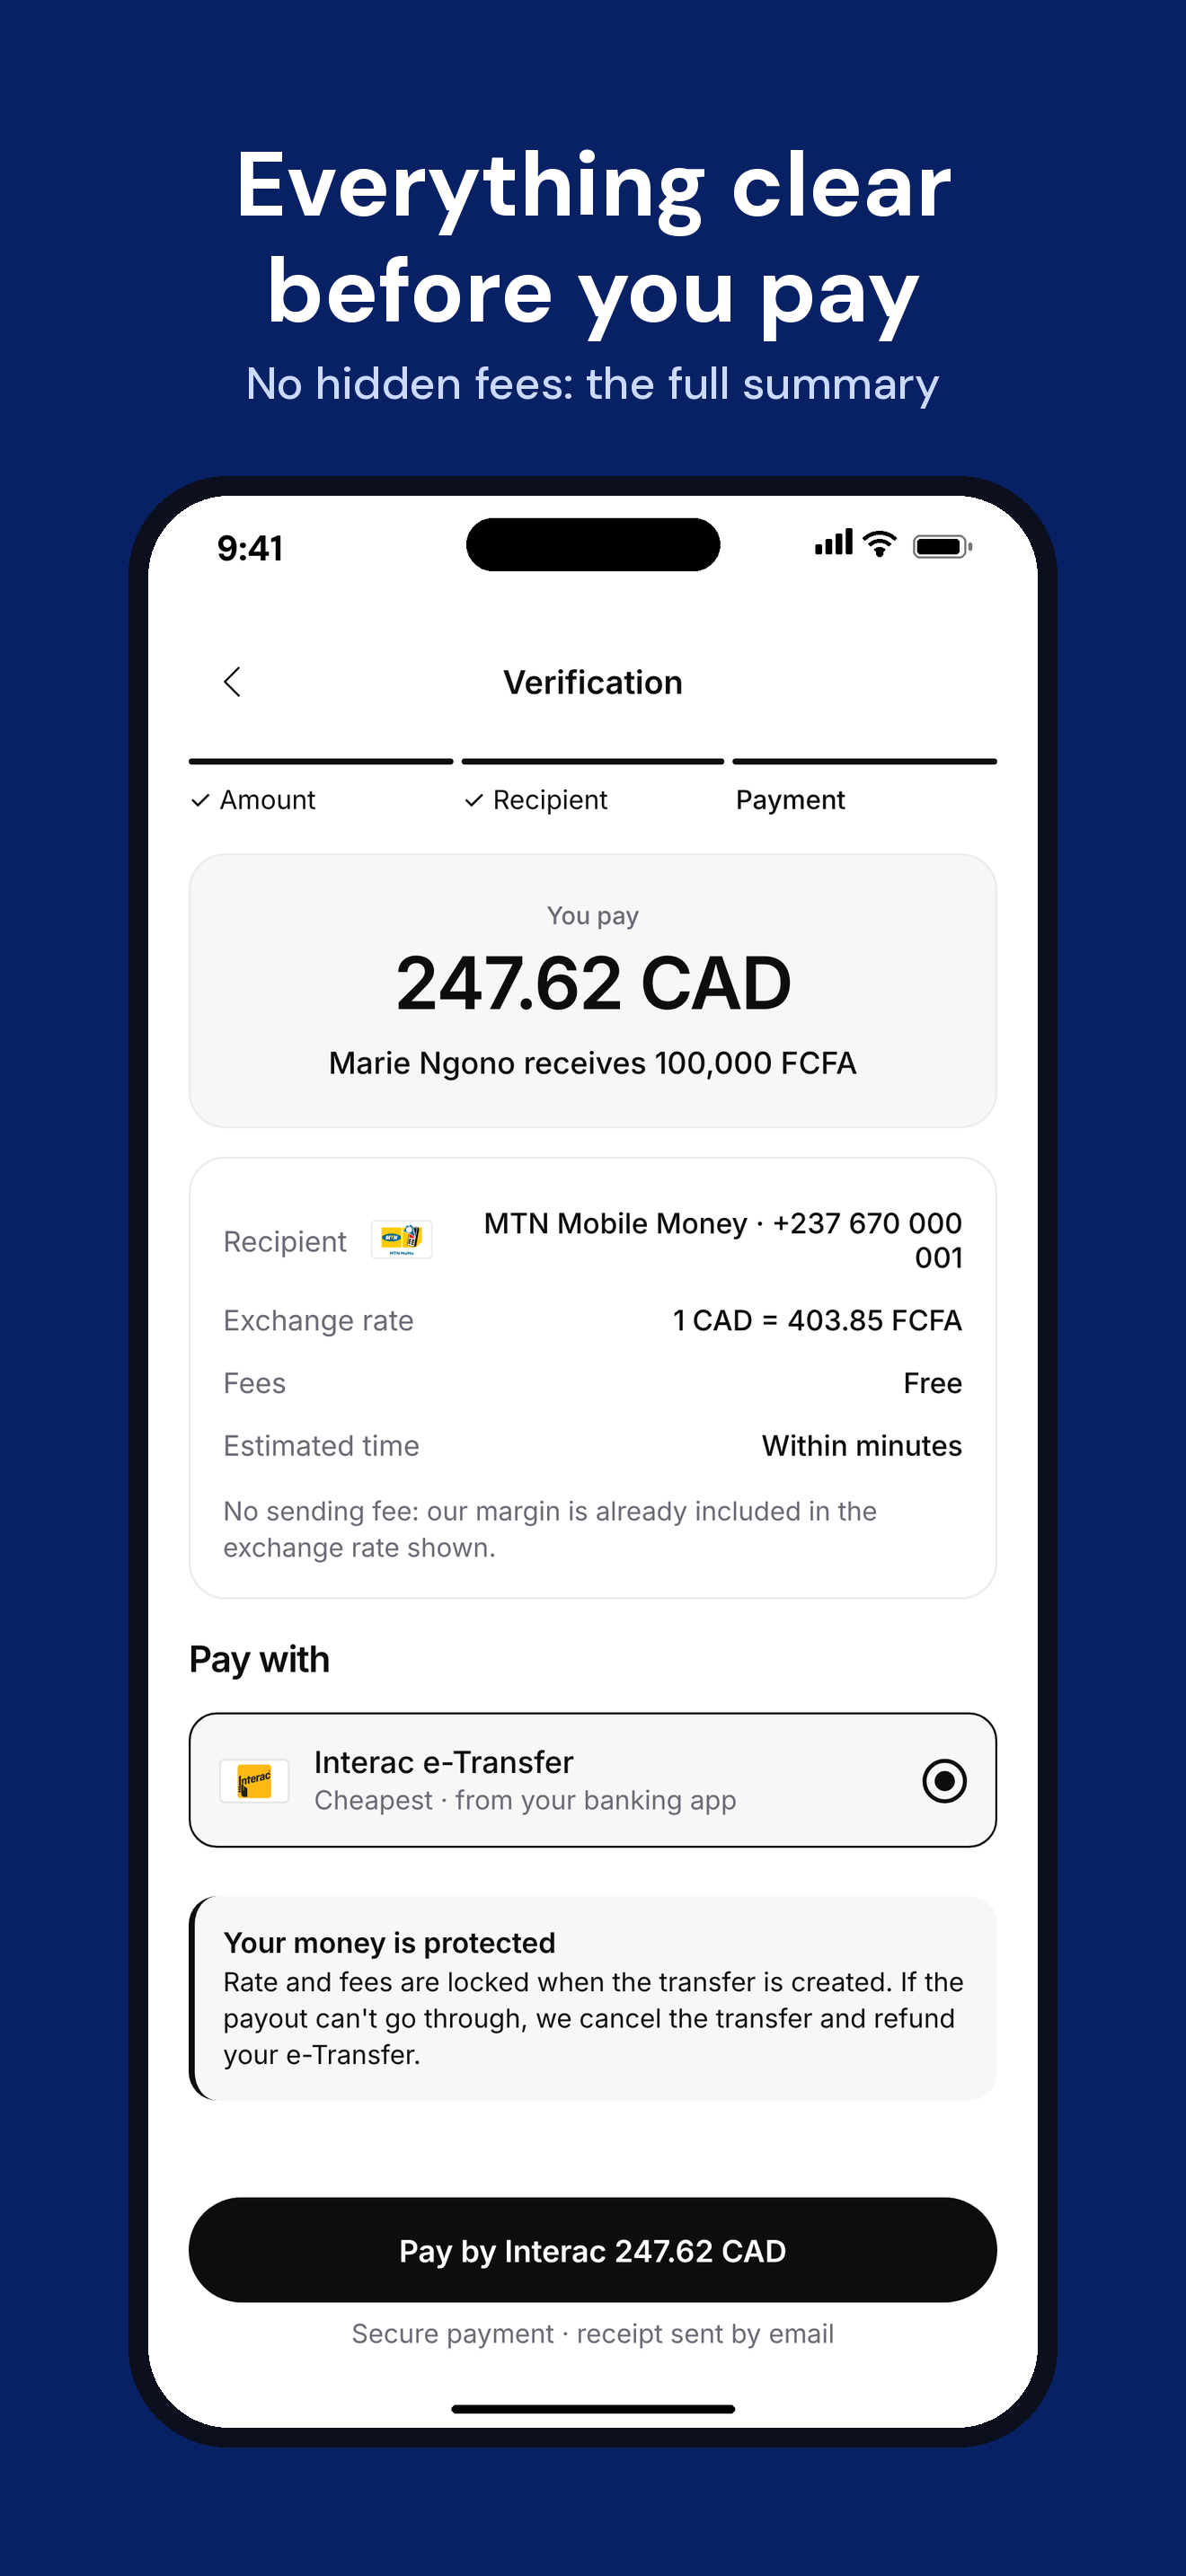 Everything clear
before you pay
No hidden fees: the full summary
9:41
Verification
✓ Amount
✓ Recipient
Payment
You pay
247.62 CAD
Marie Ngono receives 100,000 FCFA
Recipient
MTN
MTN MoMo
MTN Mobile Money · +237 670 000
001
Exchange rate
1 CAD = 403.85 FCFA
Fees
Free
Estimated time
Within minutes
No sending fee: our margin is already included in the
exchange rate shown.
Pay with
Interac
Interac e-Transfer
Cheapest · from your banking app
Your money is protected
Rate and fees are locked when the transfer is created. If the
payout can't go through, we cancel the transfer and refund
your e-Transfer.
Pay by Interac 247.62 CAD
Secure payment · receipt sent by email